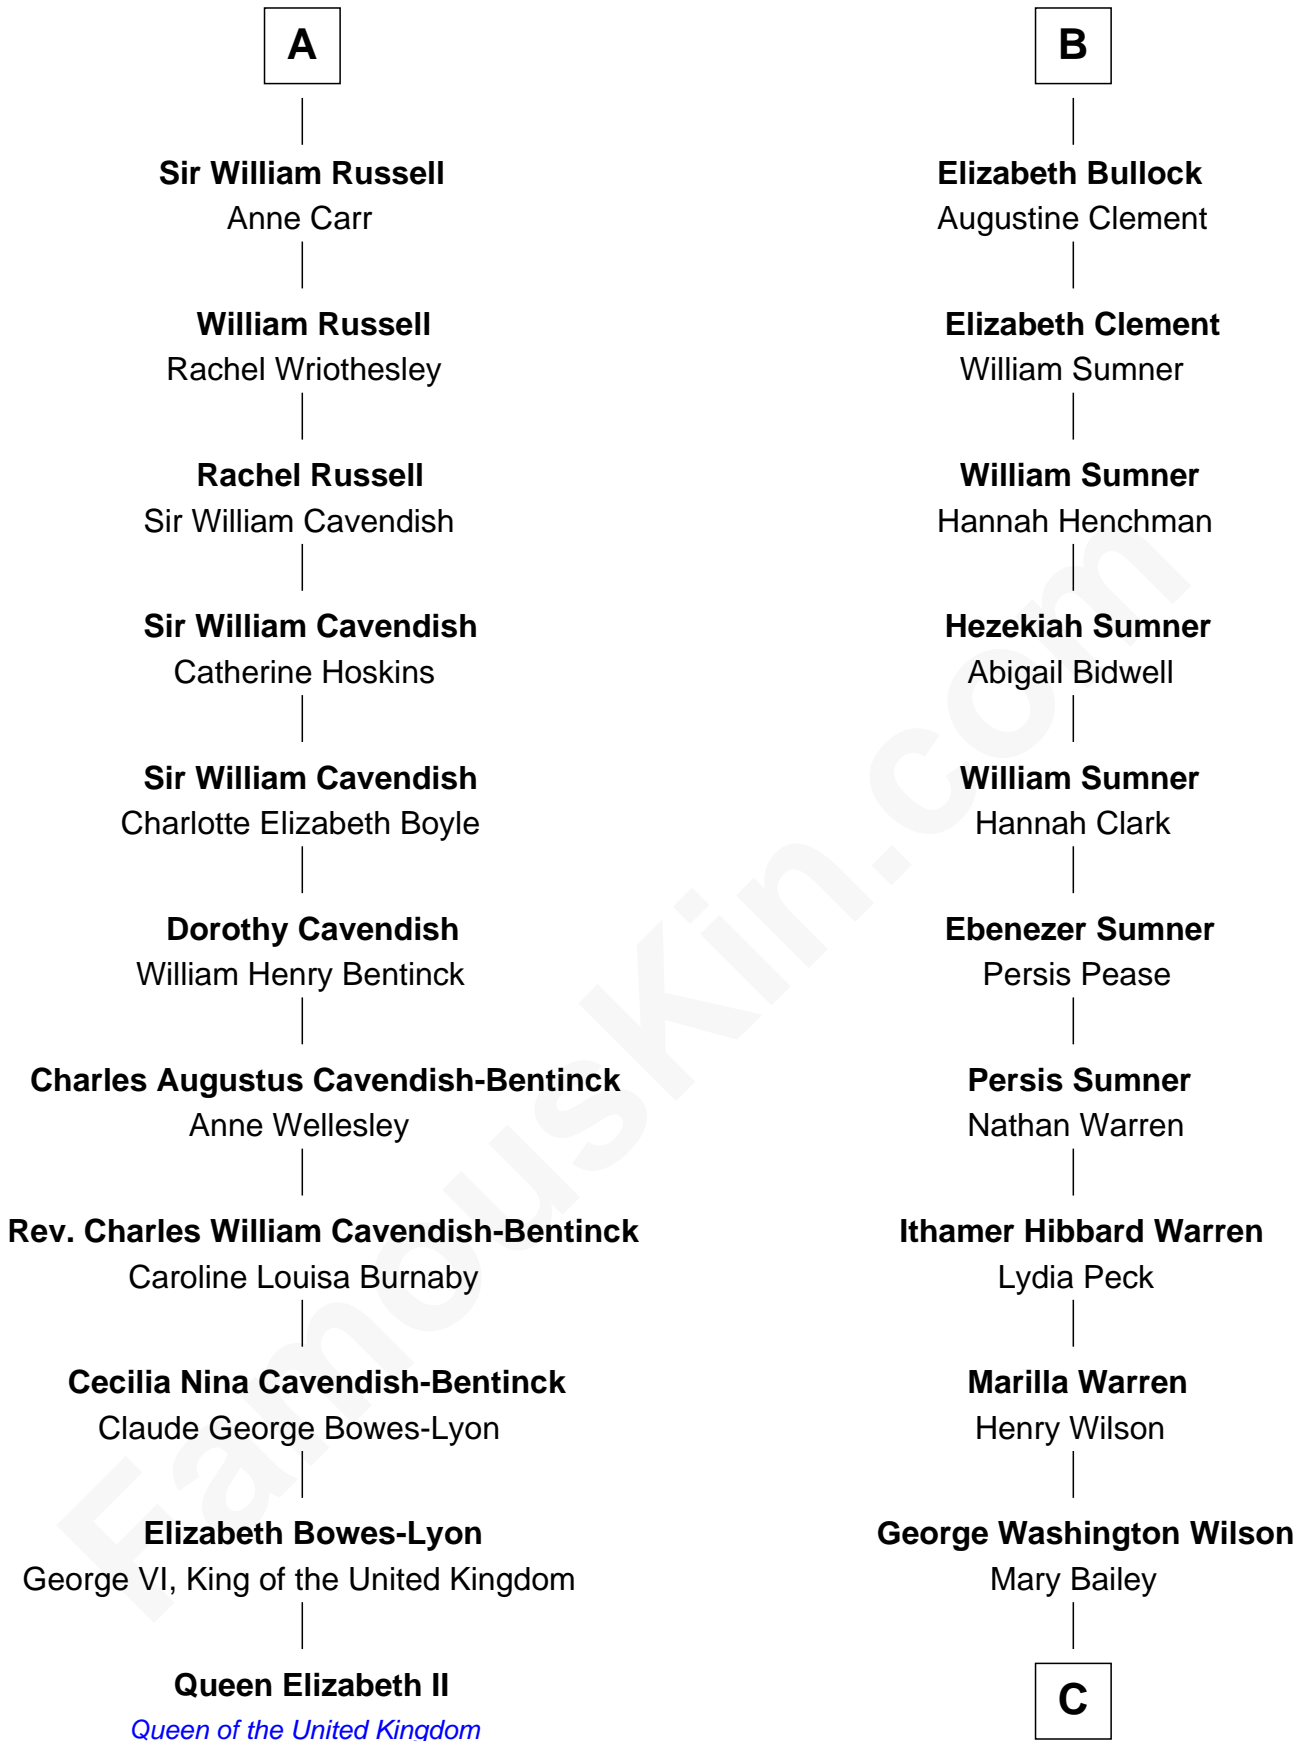 A
Sir William Russell
Anne Carr
William Russell
Rachel Wriothesley
Rachel Russell
Sir William Cavendish
Sir William Cavendish
Catherine Hoskins
Sir William Cavendish
Charlotte Elizabeth Boyle
Dorothy Cavendish
William Henry Bentinck
Charles Augustus Cavendish-Bentinck
Anne Wellesley
Rev. Charles William Cavendish-Bentinck
Caroline Louisa Burnaby
Cecilia Nina Cavendish-Bentinck
Claude George Bowes-Lyon
Elizabeth Bowes-Lyon
George VI, King of the United Kingdom
Queen Elizabeth II
Queen of the United Kingdom
B
Elizabeth Bullock
Augustine Clement
Elizabeth Clement
William Sumner
William Sumner
Hannah Henchman
Hezekiah Sumner
Abigail Bidwell
William Sumner
Hannah Clark
Ebenezer Sumner
Persis Pease
Persis Sumner
Nathan Warren
Ithamer Hibbard Warren
Lydia Peck
Marilla Warren
Henry Wilson
George Washington Wilson
Mary Bailey
C
FamousKin.com